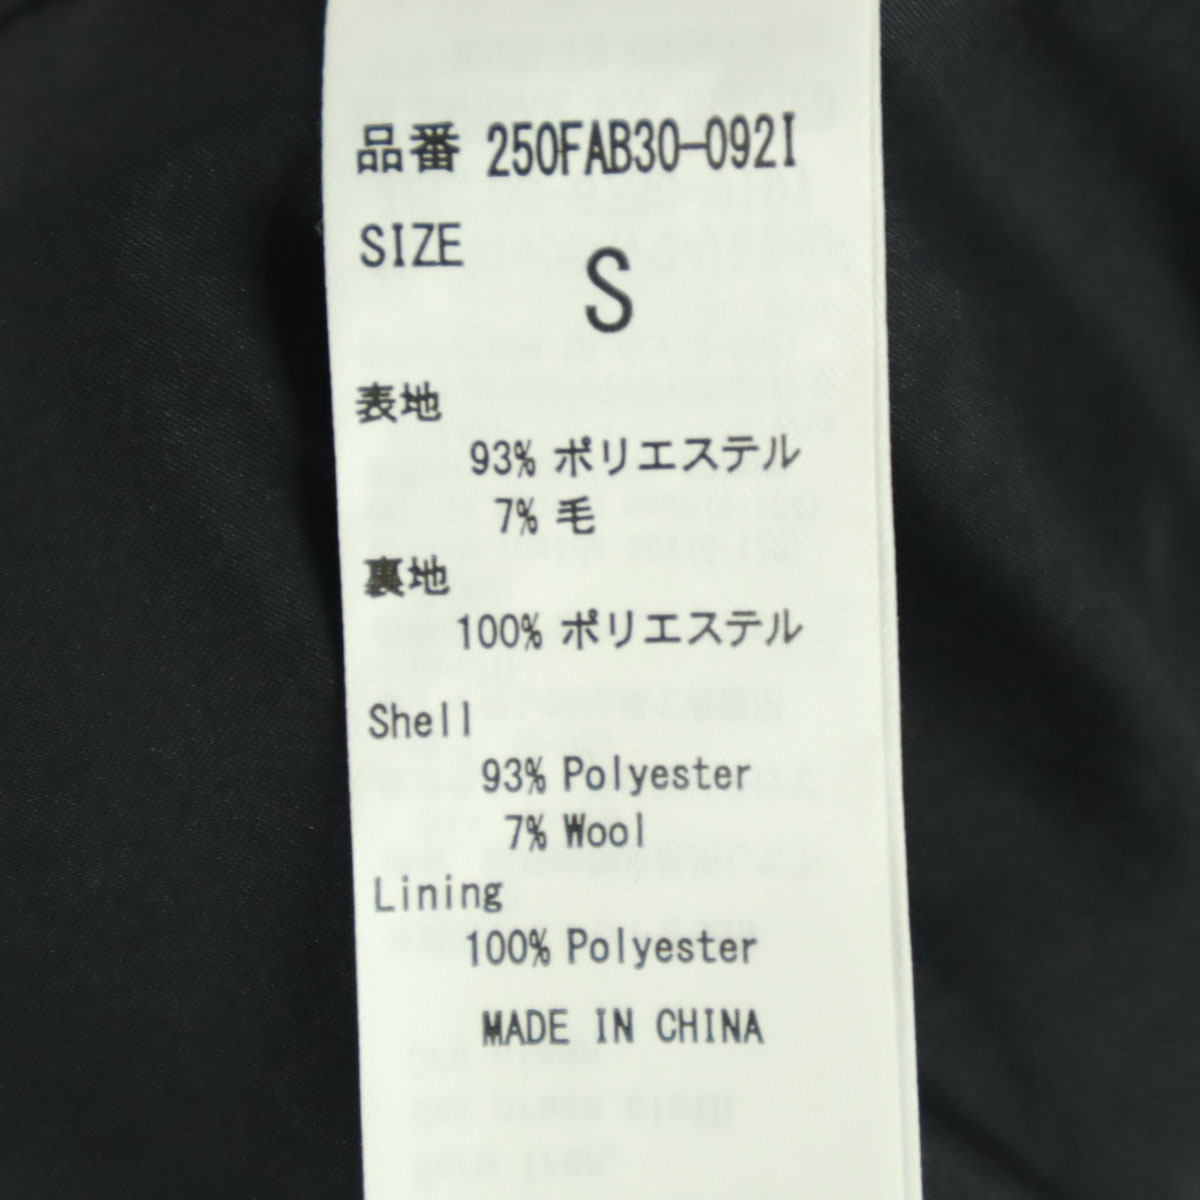 品番 250FAB30-092I
SIZE
S
表地
93% ポリエステル
7% 毛
裏地
100% ポリエステル
Shell
93% Polyester
7% Wool
Lining
100% Polyester
MADE IN CHINA